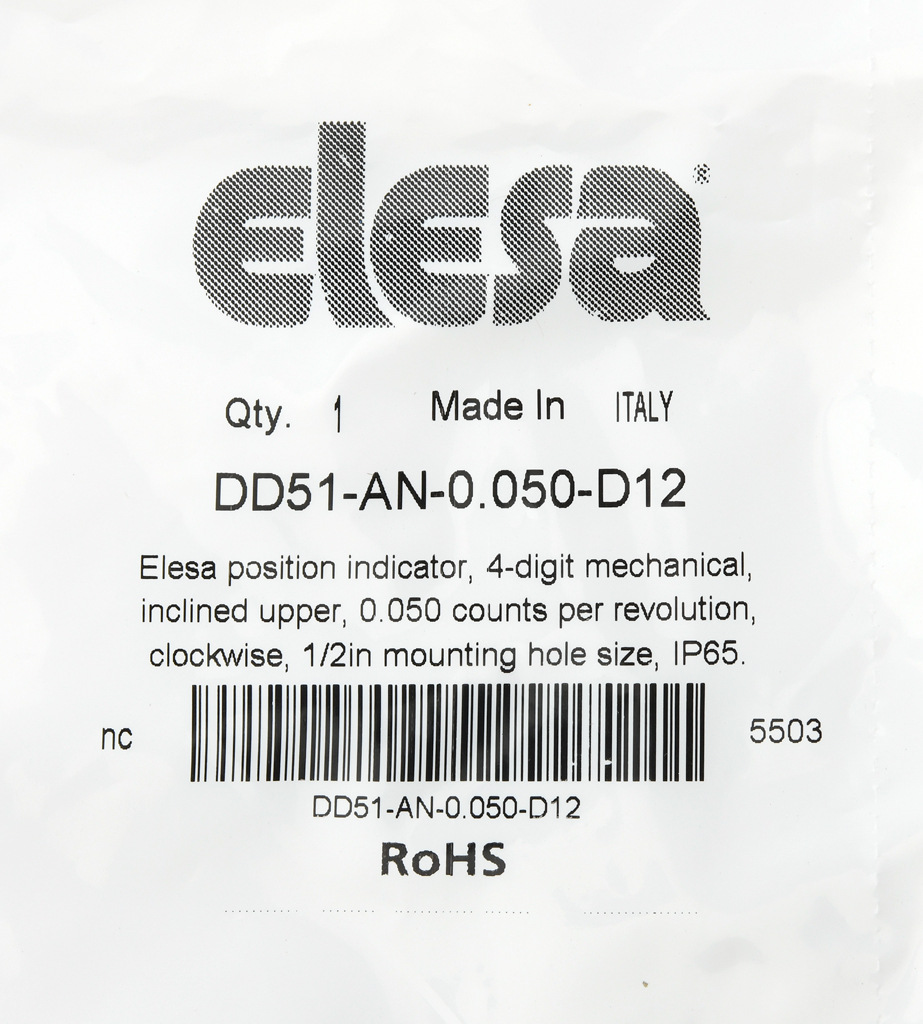 elesa®
Qty. 1 Made In ITALY
DD51-AN-0.050-D12
Elesa position indicator, 4-digit mechanical,
inclined upper, 0.050 counts per revolution,
clockwise, 1/2in mounting hole size, IP65.
nc 5503
DD51-AN-0.050-D12
RoHS